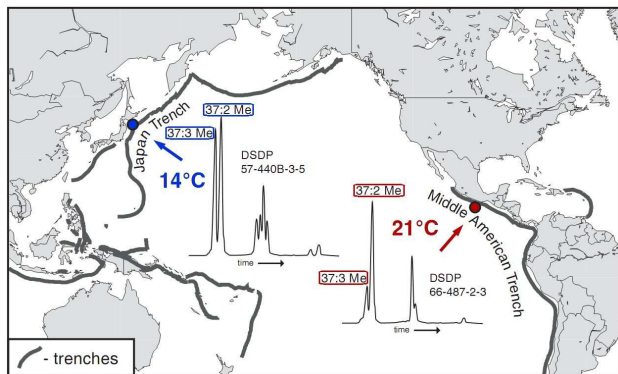 37:2 Me
37:3 Me
Japan Trench
14°C
DSDP
57-440B-3-5
time
37:2 Me
37:3 Me
21°C
Middle American Trench
DSDP
66-487-2-3
time
- trenches